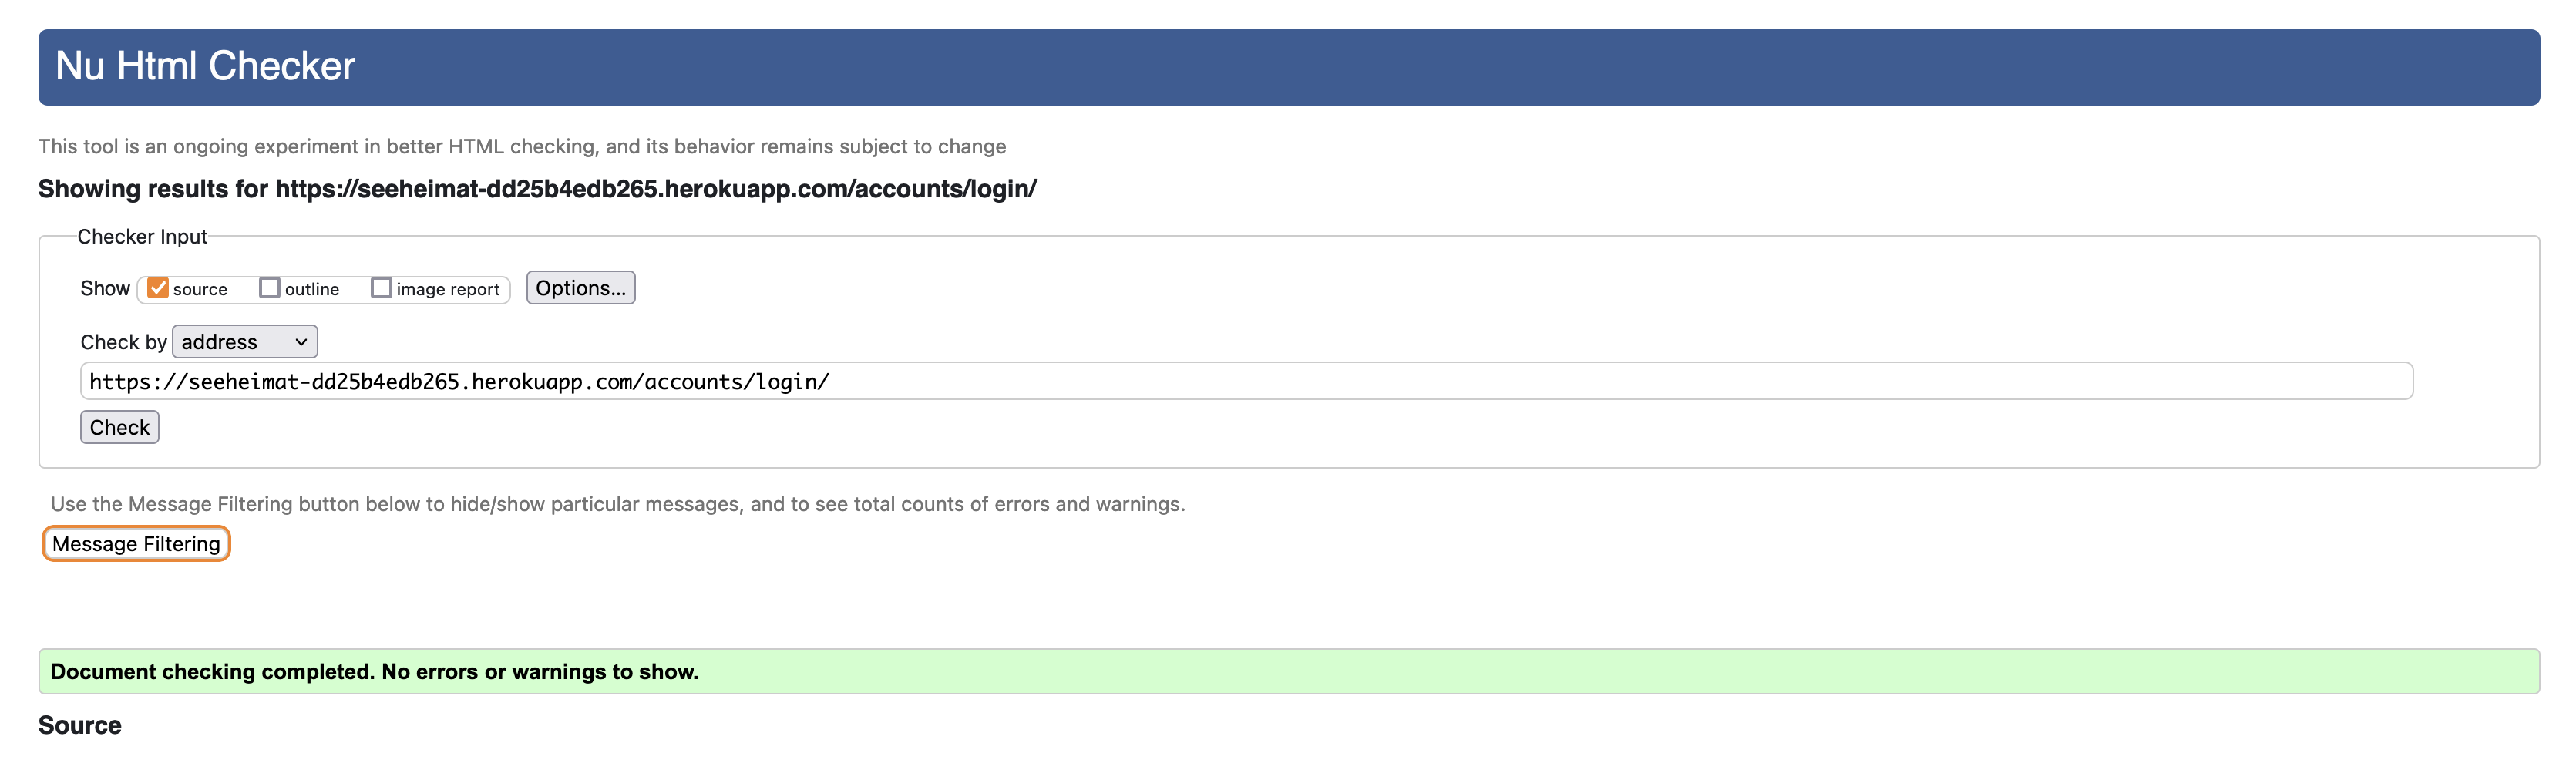 Nu Html Checker
This tool is an ongoing experiment in better HTML checking, and its behavior remains subject to change
Showing results for https://seeheimat-dd25b4edb265.herokuapp.com/accounts/login/
Checker Input
Show source outline image report Options...
Check by address
https://seeheimat-dd25b4edb265.herokuapp.com/accounts/login/
Check
Use the Message Filtering button below to hide/show particular messages, and to see total counts of errors and warnings.
Message Filtering
Document checking completed. No errors or warnings to show.
Source